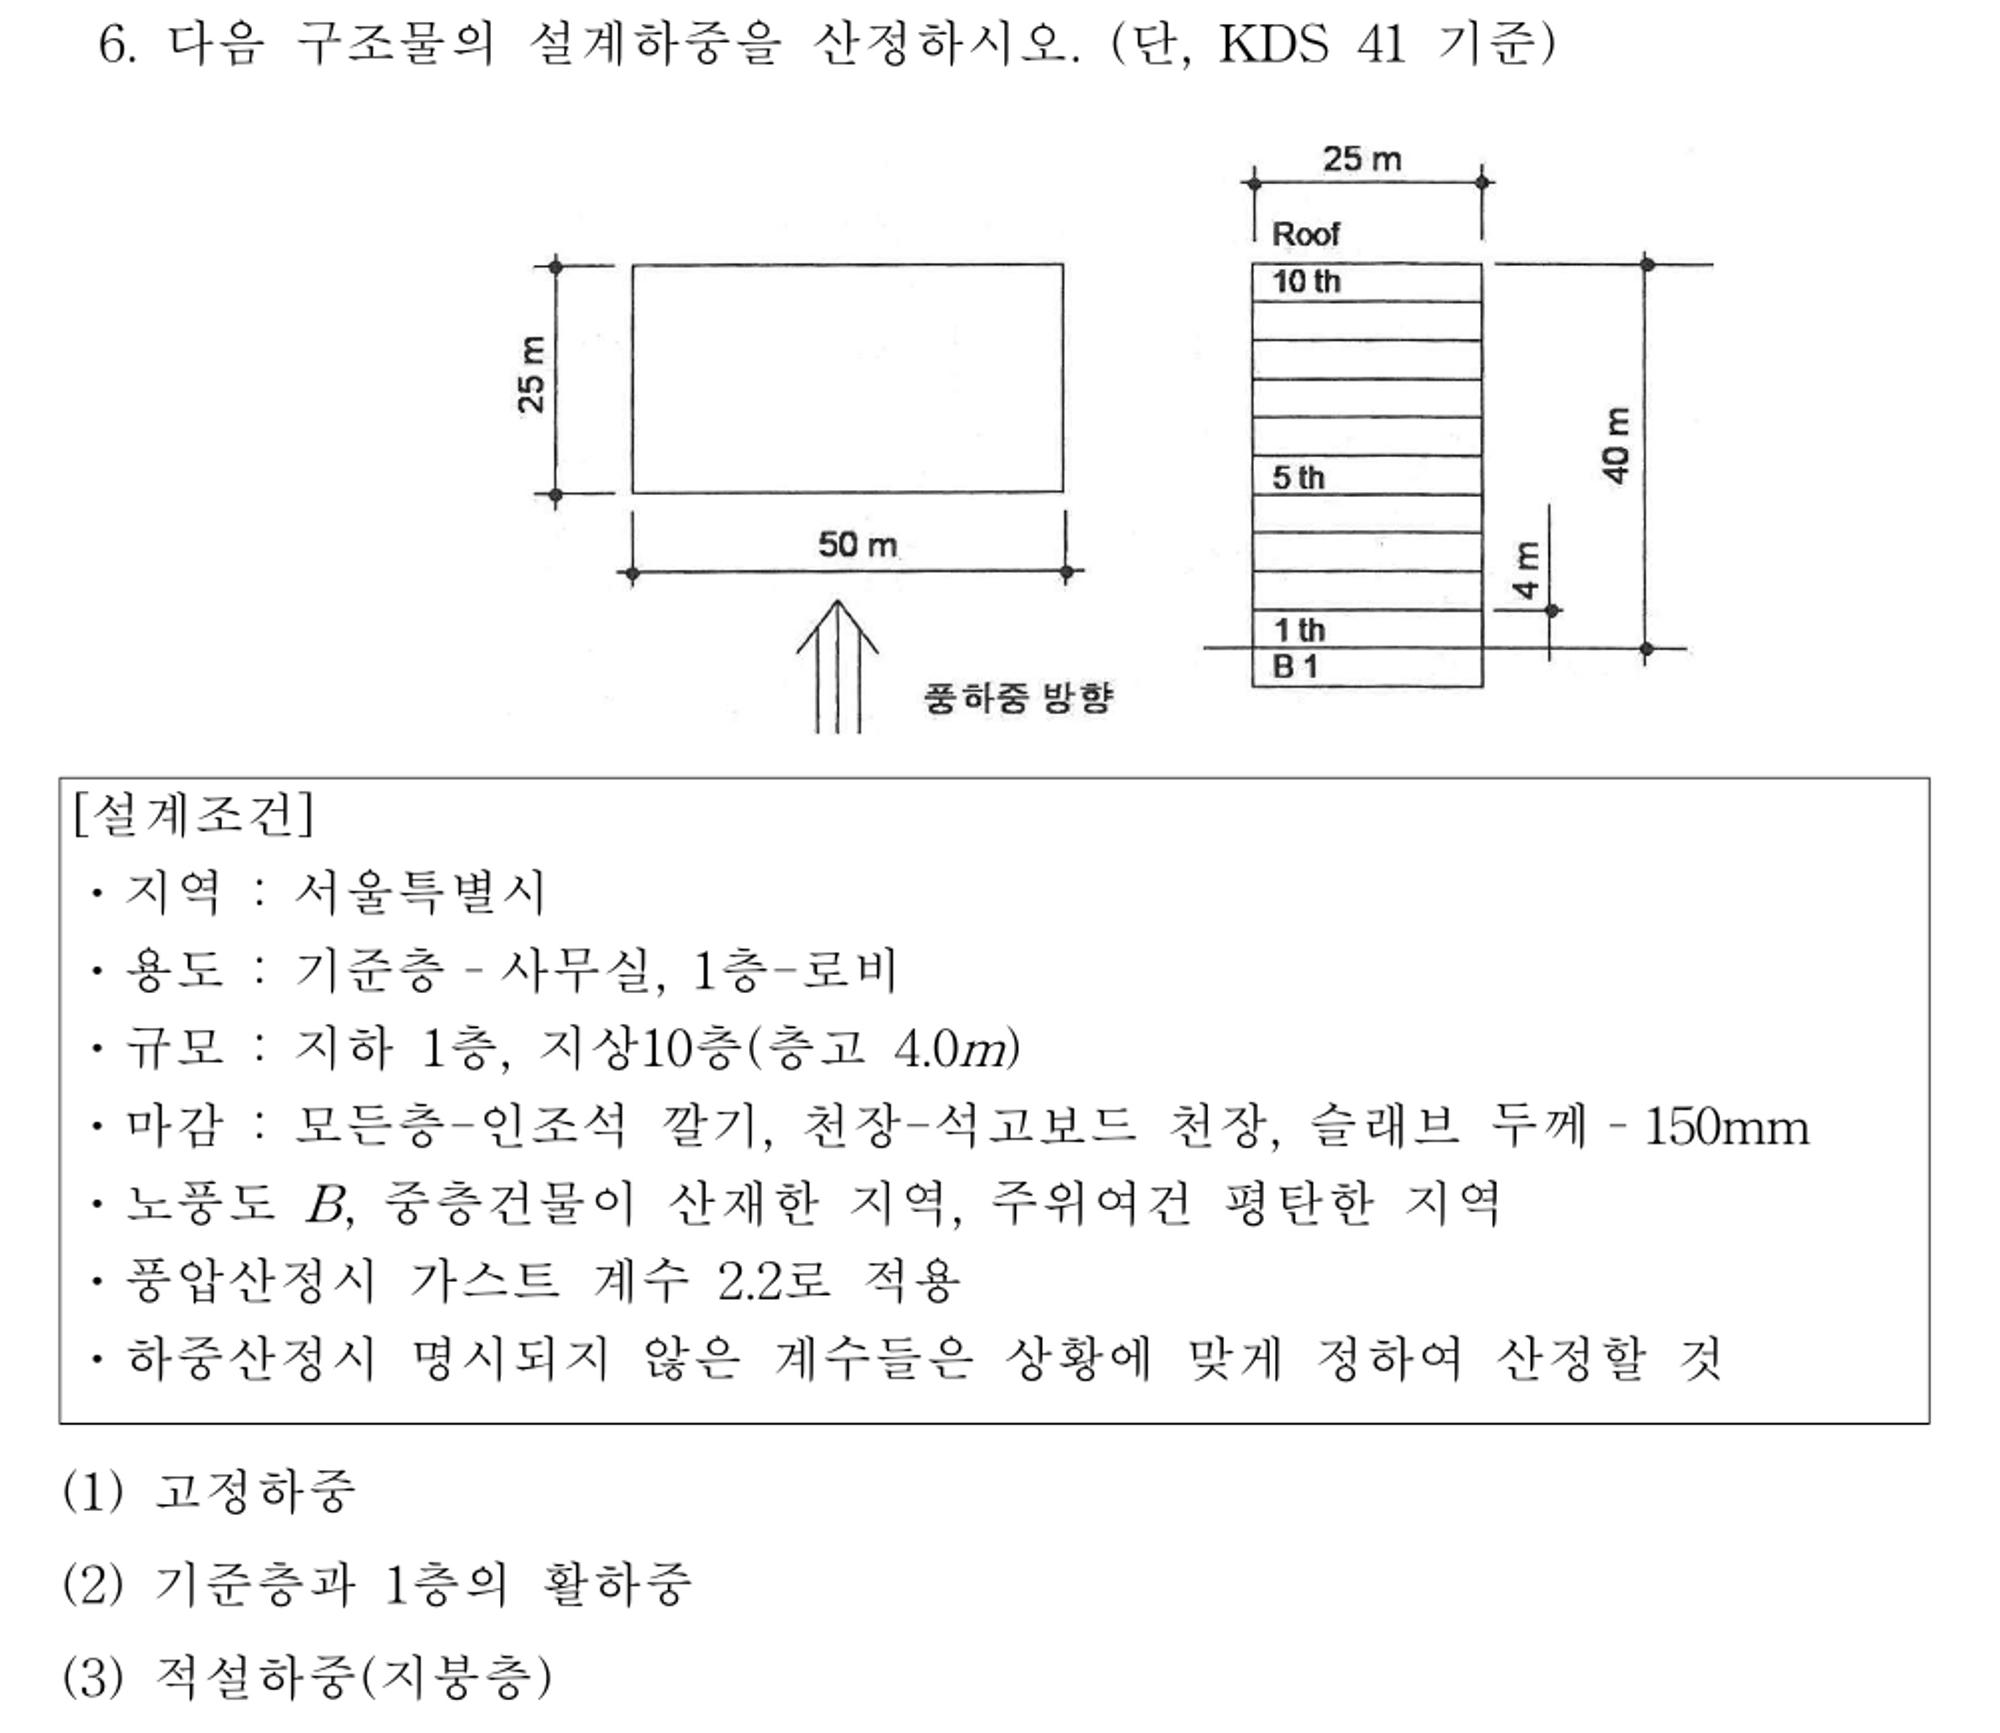 6. 다음 구조물의 설계하중을 산정하시오. (단, KDS 41 기준)
25 m
Roof
10 th
25 m
5 th
40 m
50 m
4 m
1 th
B 1
풍하중 방향
[설계조건]
・지역 : 서울특별시
・용도 : 기준층 - 사무실, 1층-로비
・규모 : 지하 1층, 지상10층(층고 4.0m)
・마감 : 모든층-인조석 깔기, 천장-석고보드 천장, 슬래브 두께 - 150mm
・노풍도 B, 중층건물이 산재한 지역, 주위여건 평탄한 지역
・풍압산정시 가스트 계수 2.2로 적용
・하중산정시 명시되지 않은 계수들은 상황에 맞게 정하여 산정할 것
(1) 고정하중
(2) 기준층과 1층의 활하중
(3) 적설하중(지붕층)